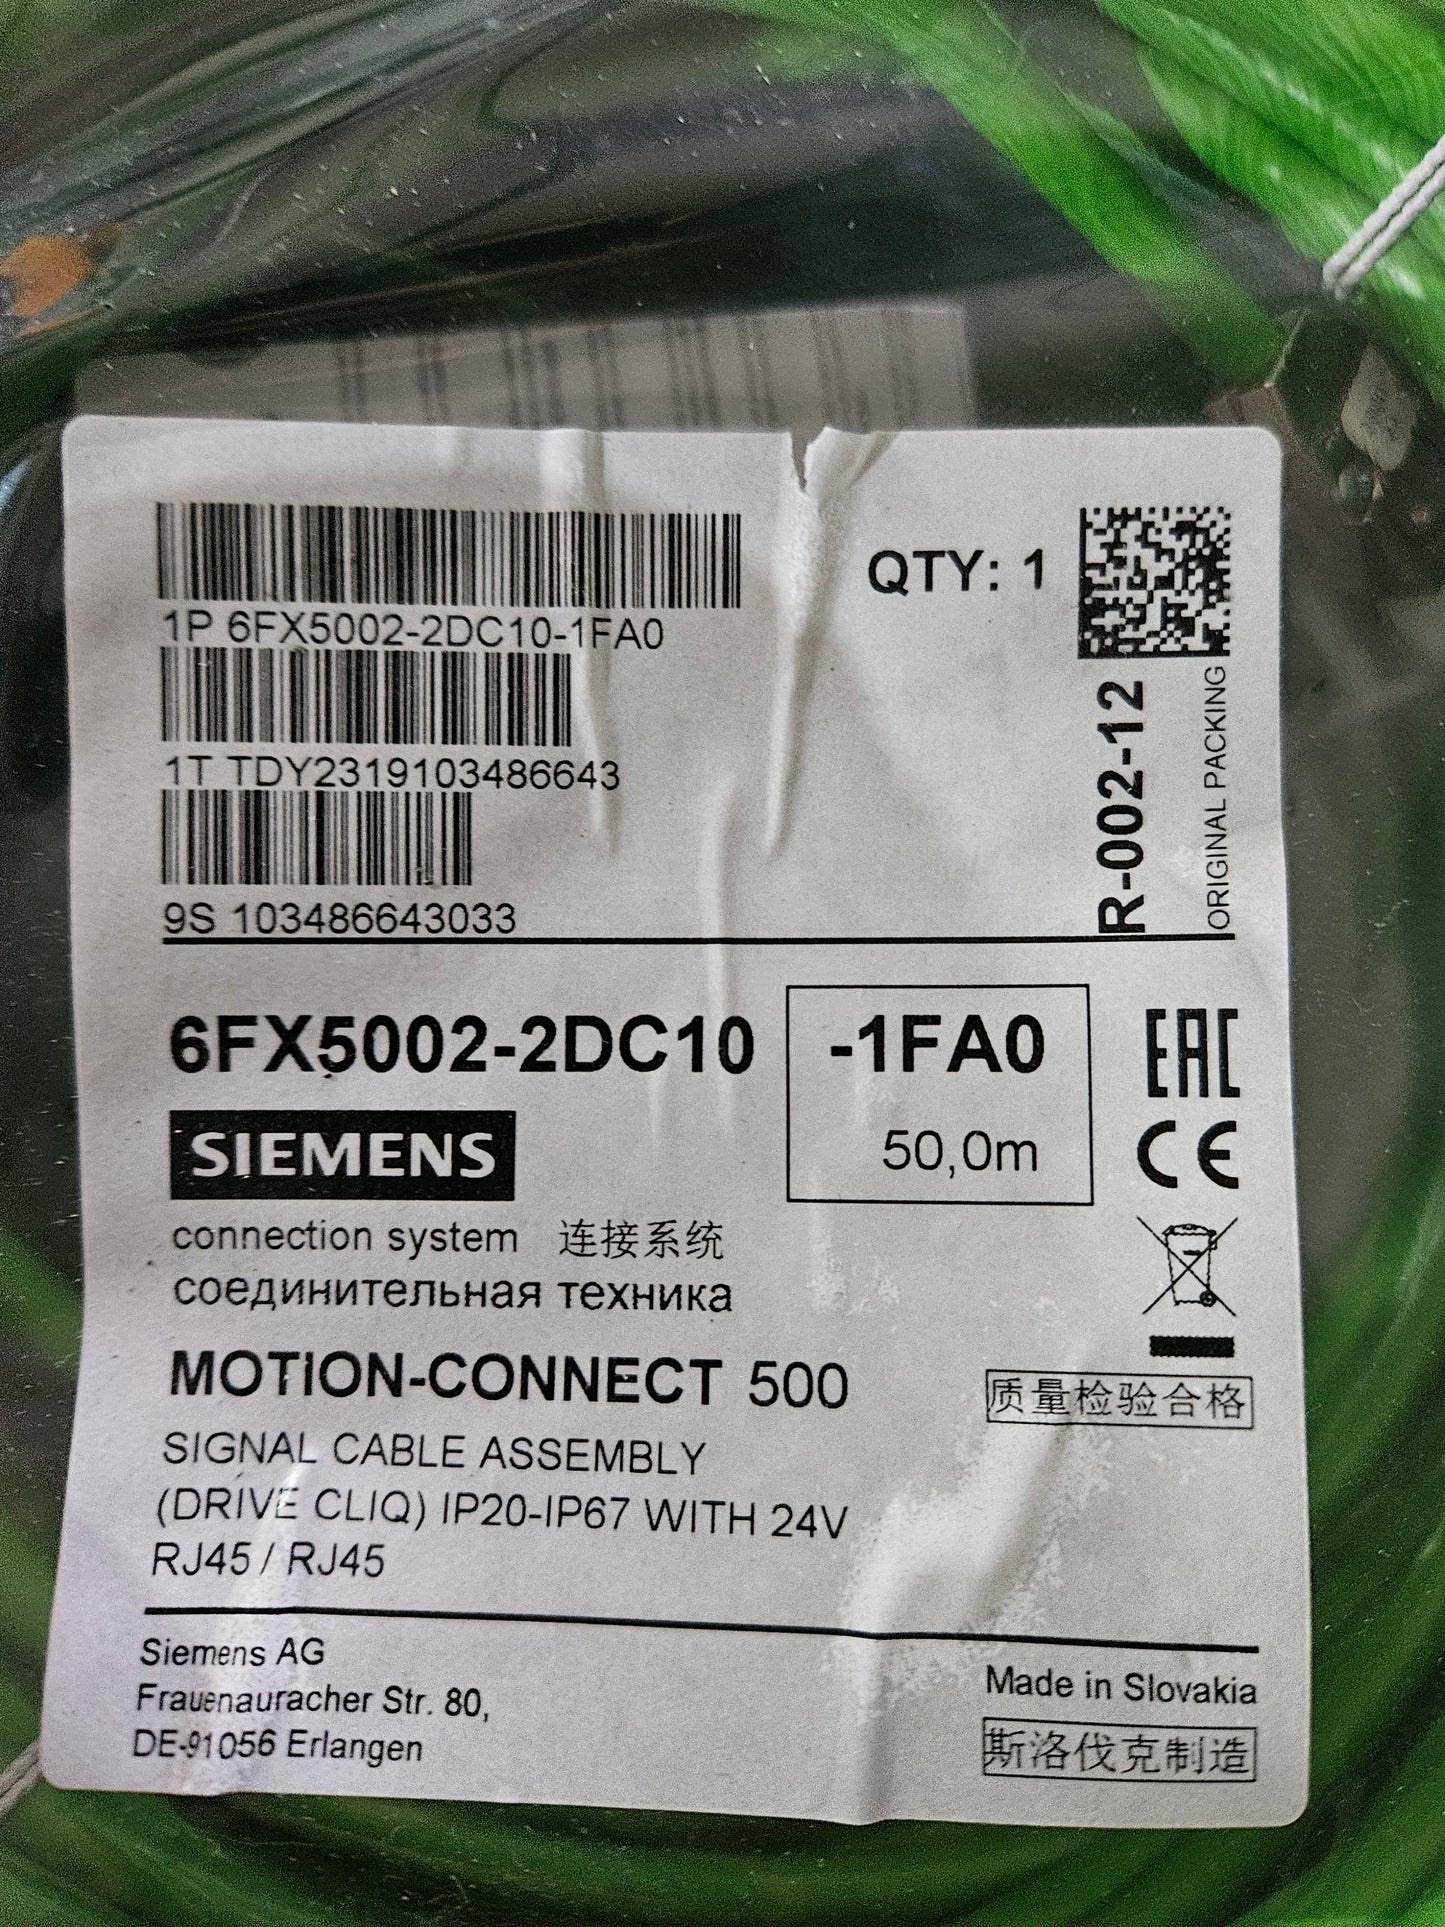 QTY: 1
1P 6FX5002-2DC10-1FA0
1T TDY2319103486643
9S 103486643033
R-002-12
ORIGINAL PACKING
6FX5002-2DC10 -1FA0
50,0m
EAC
CE
SIEMENS
connection system 连接系统
соединительная техника
MOTION-CONNECT 500
质量检验合格
SIGNAL CABLE ASSEMBLY
(DRIVE CLIQ) IP20-IP67 WITH 24V
RJ45 / RJ45
Siemens AG
Frauenauracher Str. 80,
DE-91056 Erlangen
Made in Slovakia
斯洛伐克制造